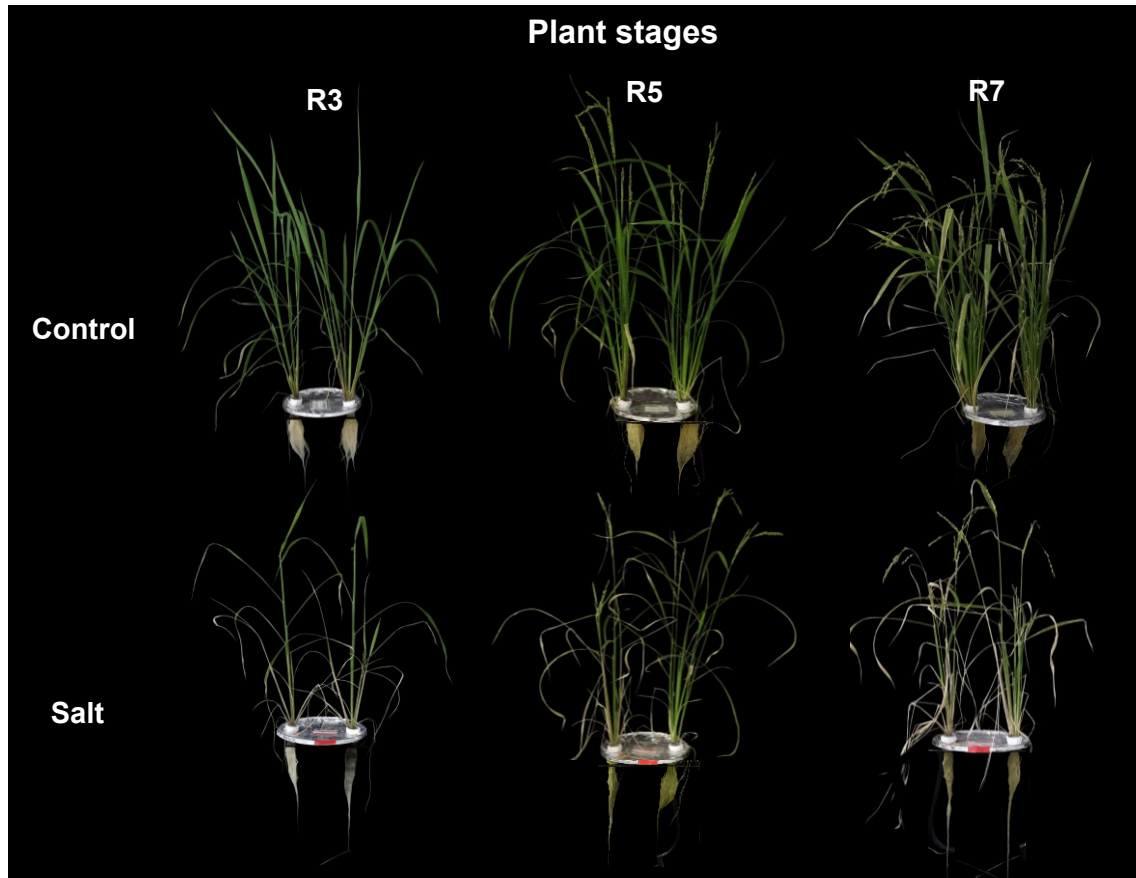 Plant stages
R3
R5
R7
Control
Salt